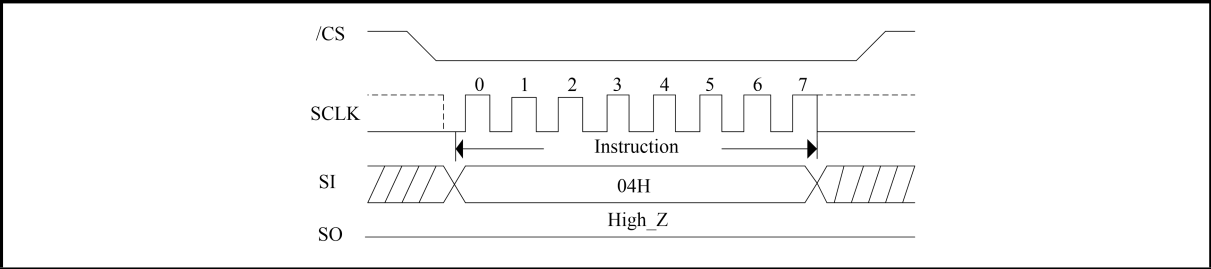 /CS
0 1 2 3 4 5 6 7
SCLK
Instruction
SI
04H
High_Z
SO